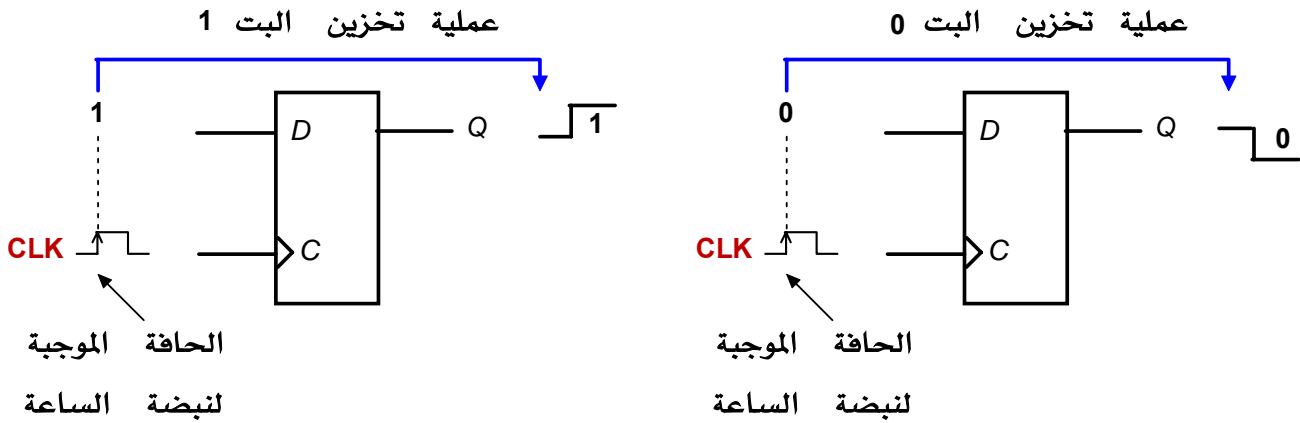 عملية تخزين البت 1
1
D
Q
1
CLK
C
الحافة الموجبة
لنبضة الساعة
عملية تخزين البت 0
0
D
Q
0
CLK
C
الحافة الموجبة
لنبضة الساعة